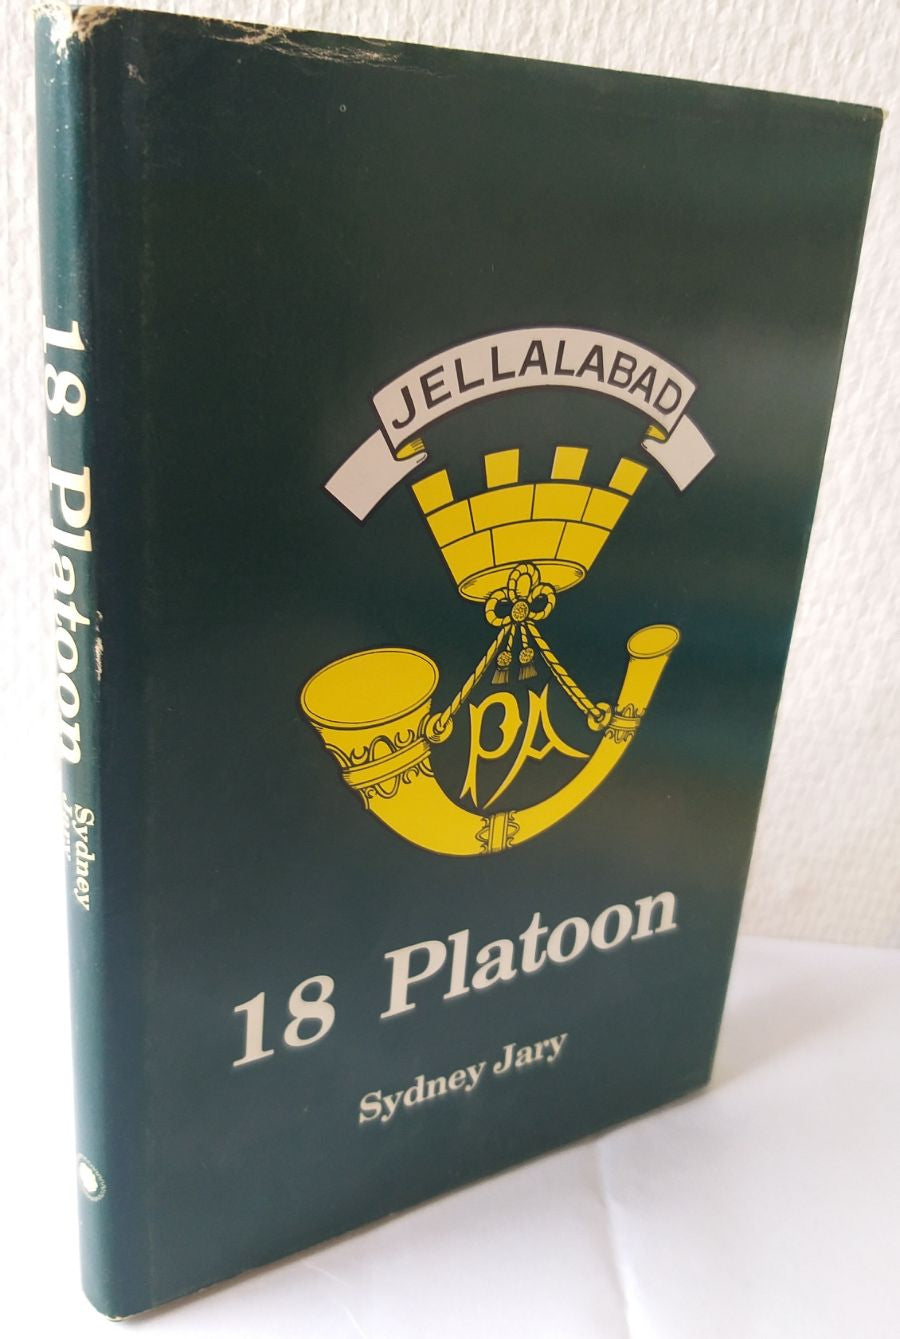 JELLALABAD
PA
18 Platoon
Sydney Jary
18 Platoon
Sydney
Jary